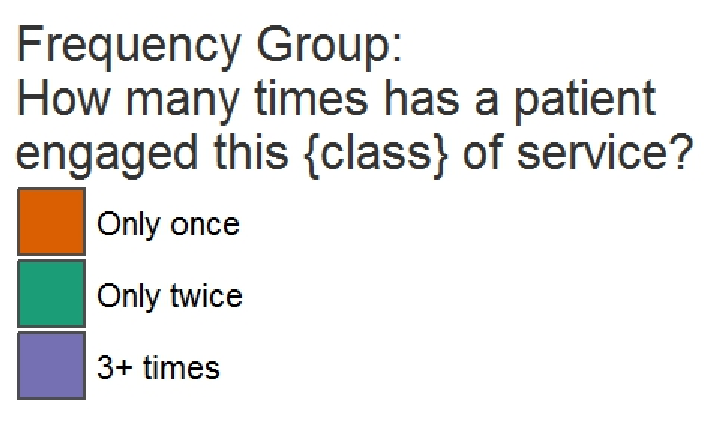 Frequency Group:
How many times has a patient
engaged this {class} of service?
Only once
Only twice
3+ times